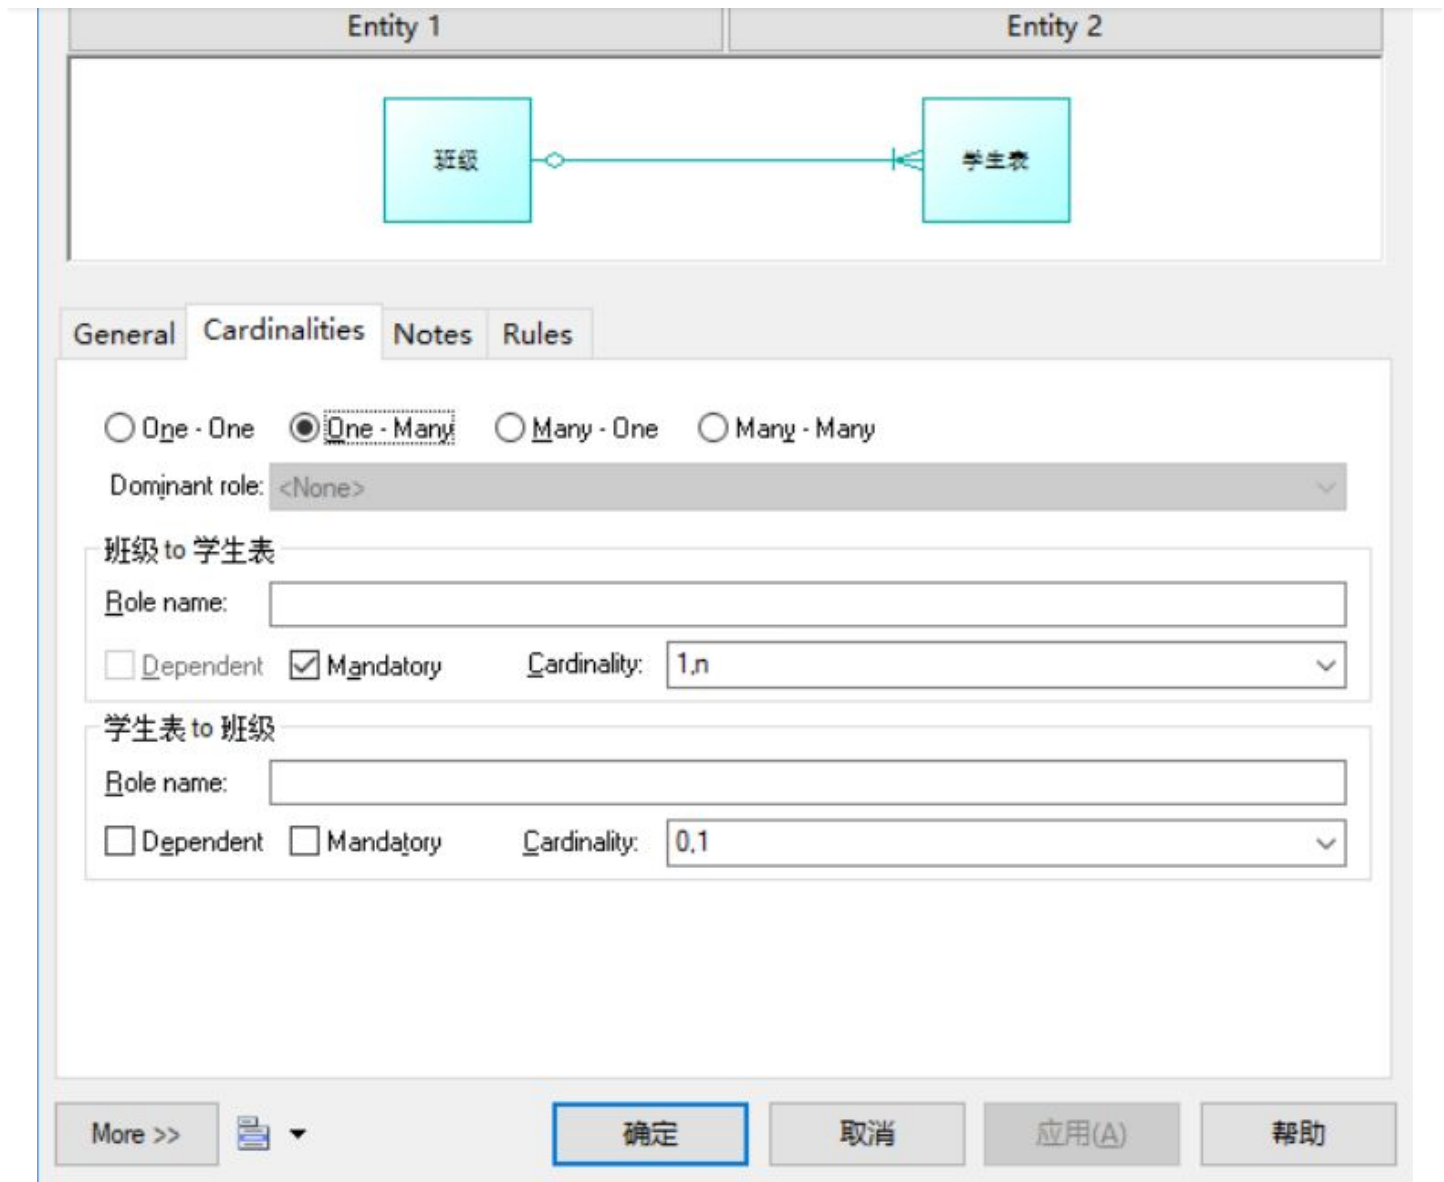 Entity 1 Entity 2
班级 学生表
General Cardinalities Notes Rules
One - One One - Many Many - One Many - Many
Dominant role: <None>
班级 to 学生表
Role name:
Dependent Mandatory Cardinality: 1,n
学生表 to 班级
Role name:
Dependent Mandatory Cardinality: 0,1
More >> 确定 取消 应用(A) 帮助